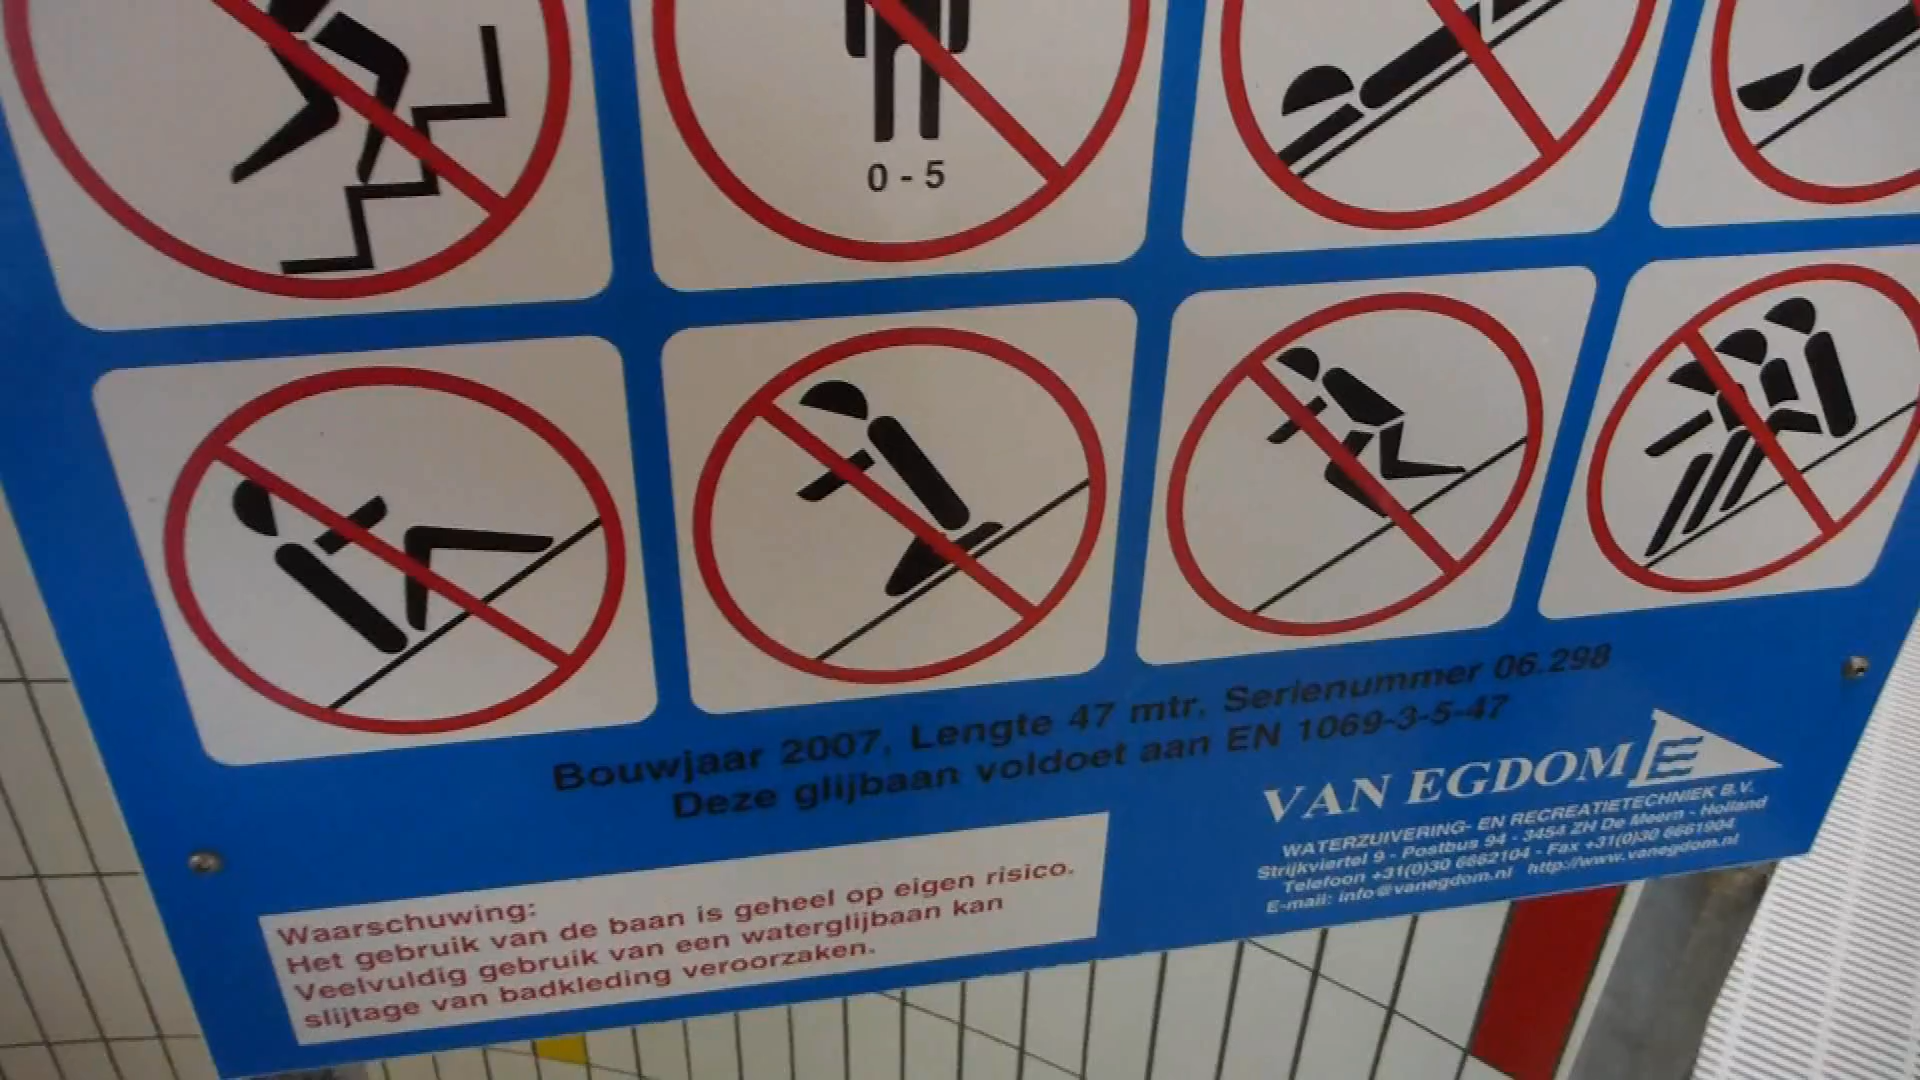 0 - 5
Bouwjaar 2007, Lengte 47 mtr. Serienummer 06.298
Deze glijbaan voldoet aan EN 1069-3-5-47
VAN EGDOM
WATERZUIVERING- EN RECREATIETECHNIEK B.V.
Strijkviertel 9 - Postbus 94 - 3454 ZH De Meern - Holland
Telefoon +31(0)30 6662104 - Fax +31(0)30 6661904
E-mail: info@vanegdom.nl http://www.vanegdom.nl
Waarschuwing:
Het gebruik van de baan is geheel op eigen risico.
Veelvuldig gebruik van een waterglijbaan kan
slijtage van badkleding veroorzaken.